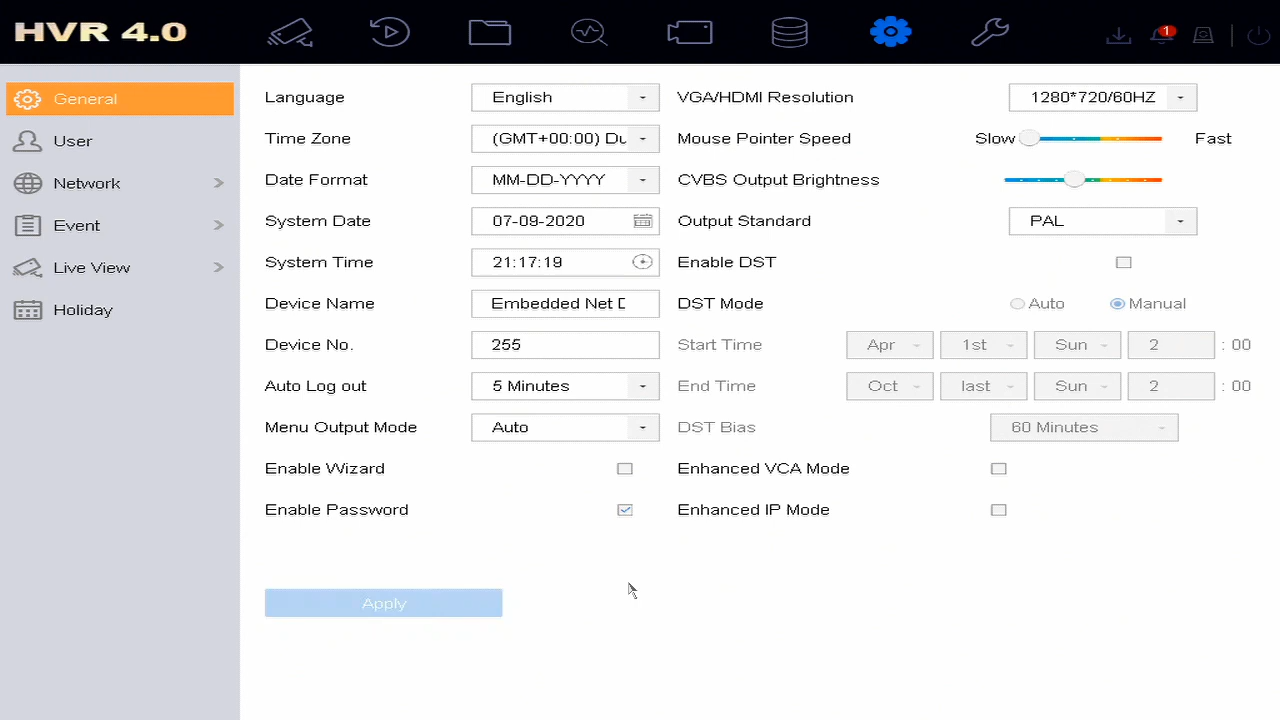 HVR 4.0
1
General
User
Network
Event
Live View
Holiday
Language English VGA/HDMI Resolution 1280*720/60HZ
Time Zone (GMT+00:00) Du Mouse Pointer Speed Slow Fast
Date Format MM-DD-YYYY CVBS Output Brightness
System Date 07-09-2020 Output Standard PAL
System Time 21:17:19 Enable DST
Device Name Embedded Net D DST Mode Auto Manual
Device No. 255 Start Time Apr 1st Sun 2 : 00
Auto Log out 5 Minutes End Time Oct last Sun 2 : 00
Menu Output Mode Auto DST Bias 60 Minutes
Enable Wizard Enhanced VCA Mode
Enable Password Enhanced IP Mode
Apply